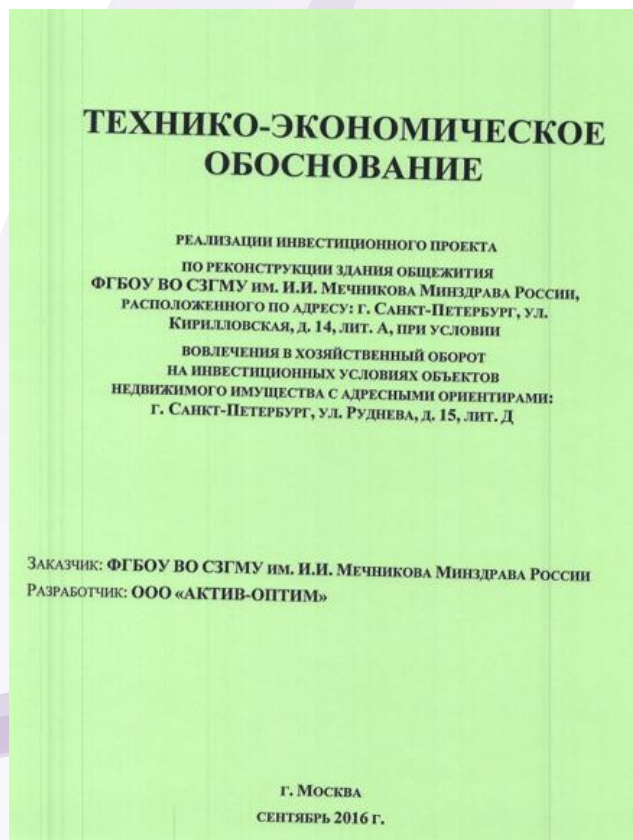 ТЕХНИКО-ЭКОНОМИЧЕСКОЕ
ОБОСНОВАНИЕ
РЕАЛИЗАЦИИ ИНВЕСТИЦИОННОГО ПРОЕКТА
ПО РЕКОНСТРУКЦИИ ЗДАНИЯ ОБЩЕЖИТИЯ
ФГБОУ ВО СЗГМУ ИМ. И.И. МЕЧНИКОВА МИНЗДРАВА РОССИИ,
РАСПОЛОЖЕННОГО ПО АДРЕСУ: Г. САНКТ-ПЕТЕРБУРГ, УЛ.
КИРИЛЛОВСКАЯ, Д. 14, ЛИТ. А, ПРИ УСЛОВИИ
ВОВЛЕЧЕНИЯ В ХОЗЯЙСТВЕННЫЙ ОБОРОТ
НА ИНВЕСТИЦИОННЫХ УСЛОВИЯХ ОБЪЕКТОВ
НЕДВИЖИМОГО ИМУЩЕСТВА С АДРЕСНЫМИ ОРИЕНТИРАМИ:
Г. САНКТ-ПЕТЕРБУРГ, УЛ. РУДНЕВА, Д. 15, ЛИТ. Д
ЗАКАЗЧИК: ФГБОУ ВО СЗГМУ ИМ. И.И. МЕЧНИКОВА МИНЗДРАВА РОССИИ
РАЗРАБОТЧИК: ООО «АКТИВ-ОПТИМ»
Г. МОСКВА
СЕНТЯБРЬ 2016 Г.